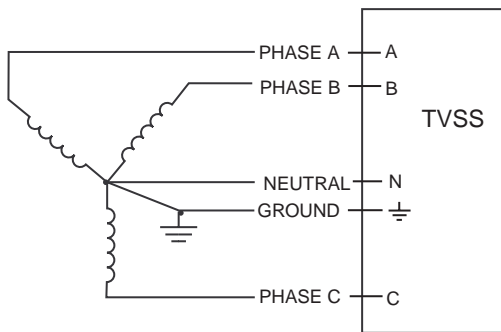 PHASE A A
PHASE B B
TVSS
NEUTRAL N
GROUND
PHASE C C